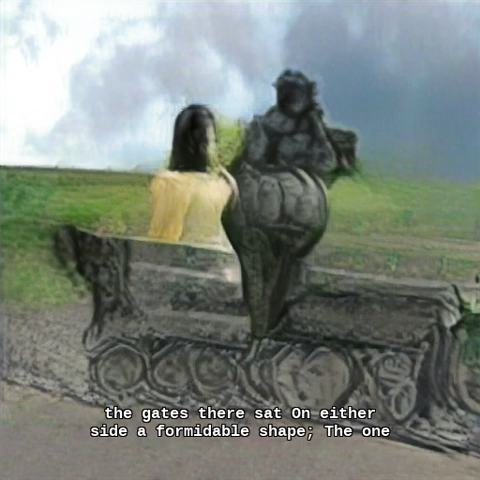 the gates there sat On either
side a formidable shape; The one